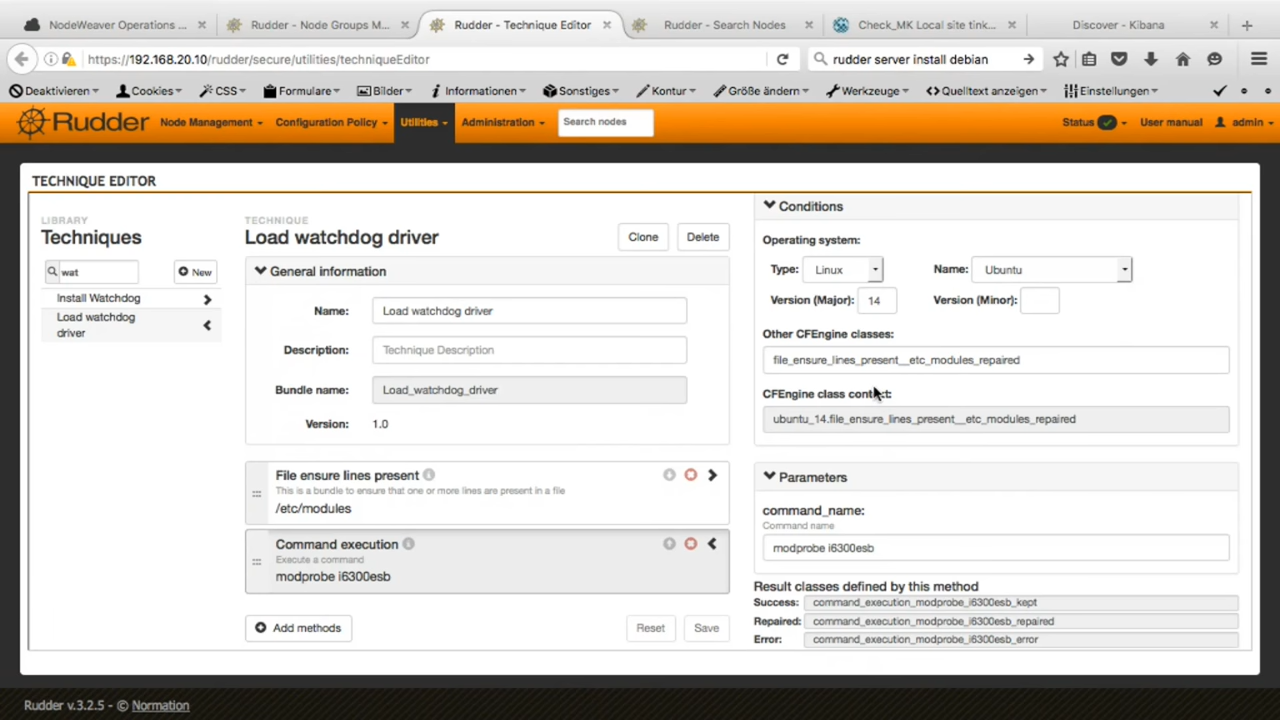 NodeWeaver Operations ...
Rudder - Node Groups M...
Rudder - Technique Editor
Rudder - Search Nodes
Check_MK Local site tink...
Discover - Kibana
https://192.168.20.10/rudder/secure/utilities/techniqueEditor
rudder server install debian
Deaktivieren
Cookies
CSS
Formulare
Bilder
Informationen
Sonstiges
Kontur
Größe ändern
Werkzeuge
Quelltext anzeigen
Einstellungen
Rudder
Node Management
Configuration Policy
Utilities
Administration
Search nodes
Status
User manual
admin
TECHNIQUE EDITOR
LIBRARY
Techniques
wat
New
Install Watchdog
Load watchdog
driver
TECHNIQUE
Load watchdog driver
Clone
Delete
General information
Name:
Load watchdog driver
Description:
Technique Description
Bundle name:
Load_watchdog_driver
Version:
1.0
File ensure lines present
This is a bundle to ensure that one or more lines are present in a file
/etc/modules
Command execution
Execute a command
modprobe i6300esb
Add methods
Reset
Save
Conditions
Operating system:
Type:
Linux
Name:
Ubuntu
Version (Major):
14
Version (Minor):
Other CFEngine classes:
file_ensure_lines_present__etc_modules_repaired
CFEngine class context:
ubuntu_14.file_ensure_lines_present__etc_modules_repaired
Parameters
command_name:
Command name
modprobe i6300esb
Result classes defined by this method
Success:
command_execution_modprobe_i6300esb_kept
Repaired:
command_execution_modprobe_i6300esb_repaired
Error:
command_execution_modprobe_i6300esb_error
Rudder v.3.2.5 - © Normation